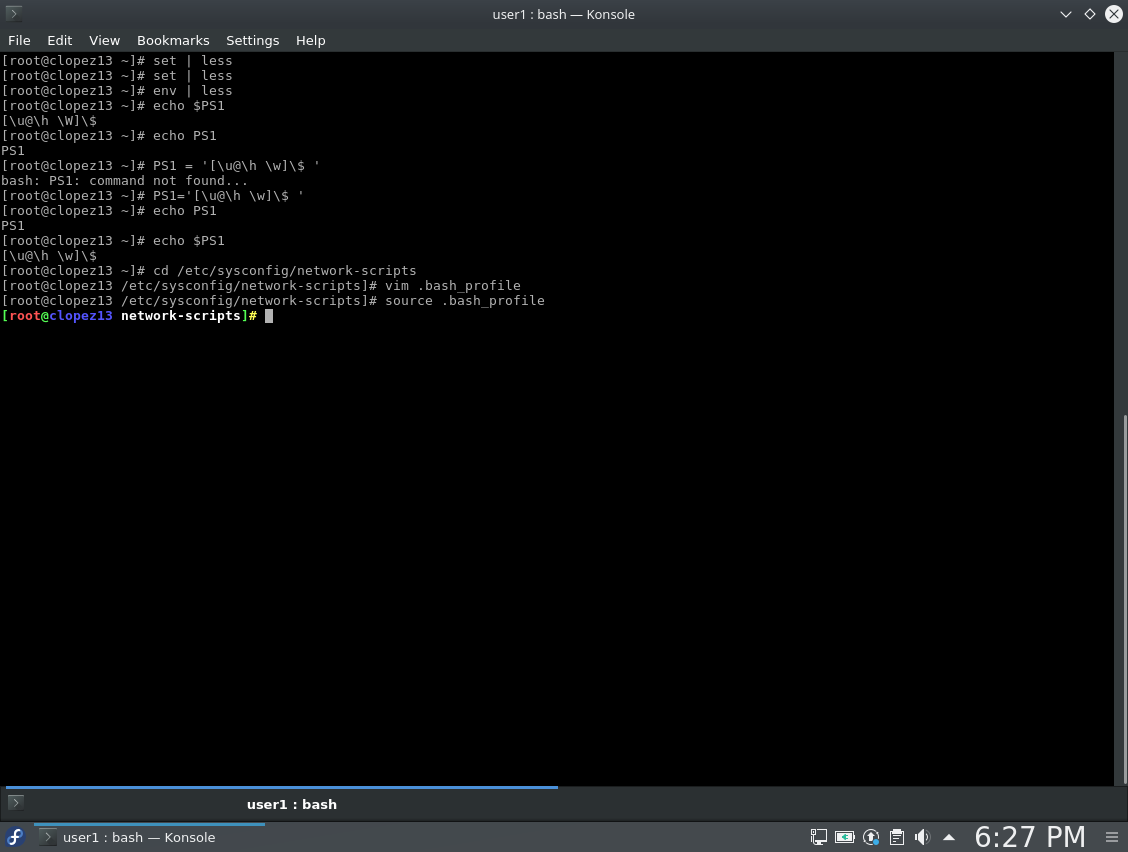 user1 : bash — Konsole
File Edit View Bookmarks Settings Help
[root@clopez13 ~]# set | less
[root@clopez13 ~]# set | less
[root@clopez13 ~]# env | less
[root@clopez13 ~]# echo $PS1
[\u@\h \W]\$
[root@clopez13 ~]# echo PS1
PS1
[root@clopez13 ~]# PS1 = '[\u@\h \w]\$ '
bash: PS1: command not found...
[root@clopez13 ~]# PS1='[\u@\h \w]\$ '
[root@clopez13 ~]# echo PS1
PS1
[root@clopez13 ~]# echo $PS1
[\u@\h \w]\$
[root@clopez13 ~]# cd /etc/sysconfig/network-scripts
[root@clopez13 /etc/sysconfig/network-scripts]# vim .bash_profile
[root@clopez13 /etc/sysconfig/network-scripts]# source .bash_profile
[root@clopez13 network-scripts]#
user1 : bash
user1 : bash — Konsole
6:27 PM